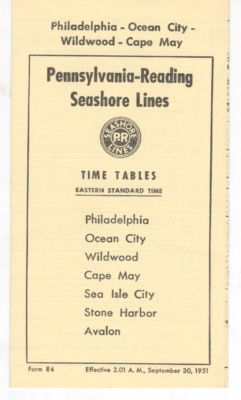 Philadelphia - Ocean City -
Wildwood - Cape May
Pennsylvania-Reading
Seashore Lines
SEASHORE
P-R
LINES
TIME TABLES
EASTERN STANDARD TIME
Philadelphia
Ocean City
Wildwood
Cape May
Sea Isle City
Stone Harbor
Avalon
Form 84 Effective 2.01 A. M., September 30, 1951